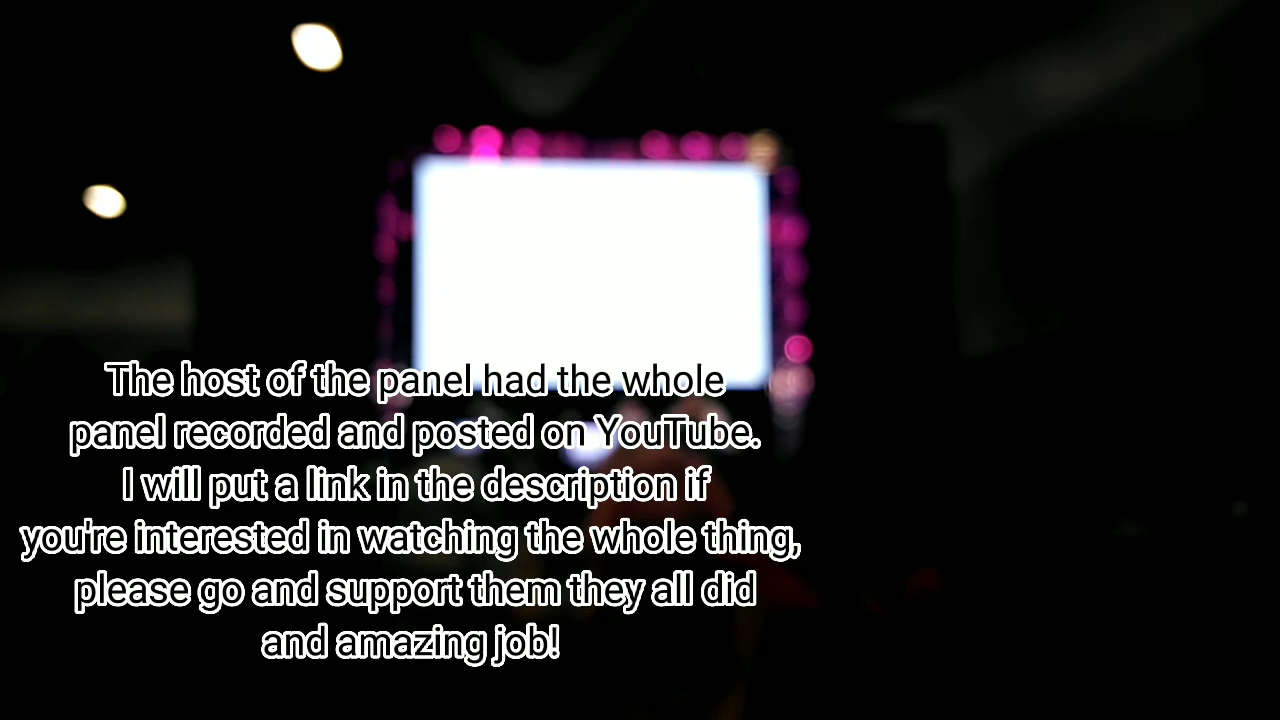 The host of the panel had the whole
panel recorded and posted on YouTube.
I will put a link in the description if
you're interested in watching the whole thing,
please go and support them they all did
and amazing job!